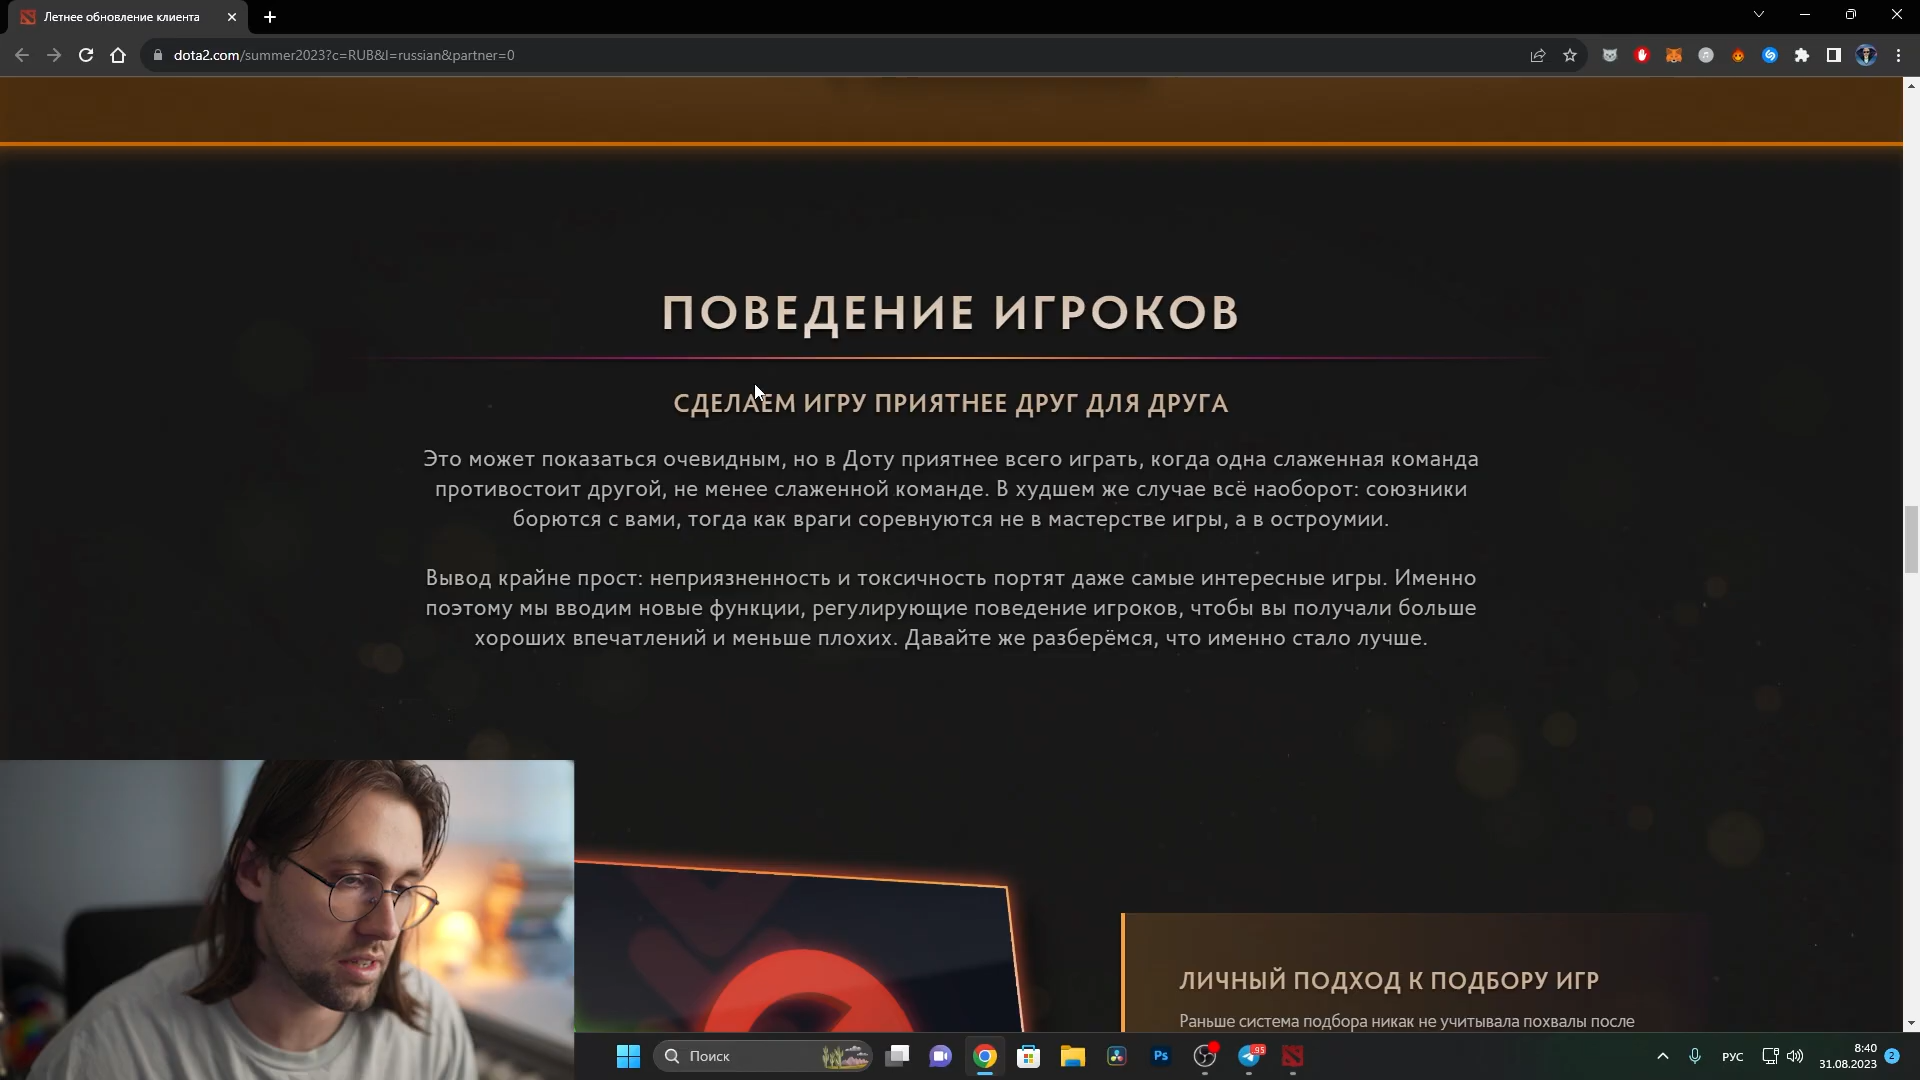 Летнее обновление клиента
dota2.com/summer2023?c=RUB&l=russian&partner=0
ПОВЕДЕНИЕ ИГРОКОВ
СДЕЛАЕМ ИГРУ ПРИЯТНЕЕ ДРУГ ДЛЯ ДРУГА
Это может показаться очевидным, но в Доту приятнее всего играть, когда одна слаженная команда
противостоит другой, не менее слаженной команде. В худшем же случае всё наоборот: союзники
борются с вами, тогда как враги соревнуются не в мастерстве игры, а в остроумии.
Вывод крайне прост: неприязненность и токсичность портят даже самые интересные игры. Именно
поэтому мы вводим новые функции, регулирующие поведение игроков, чтобы вы получали больше
хороших впечатлений и меньше плохих. Давайте же разберёмся, что именно стало лучше.
ЛИЧНЫЙ ПОДХОД К ПОДБОРУ ИГР
Раньше система подбора никак не учитывала похвалы после
Поиск
Ps
95
РУС
8:40
31.08.2023
2